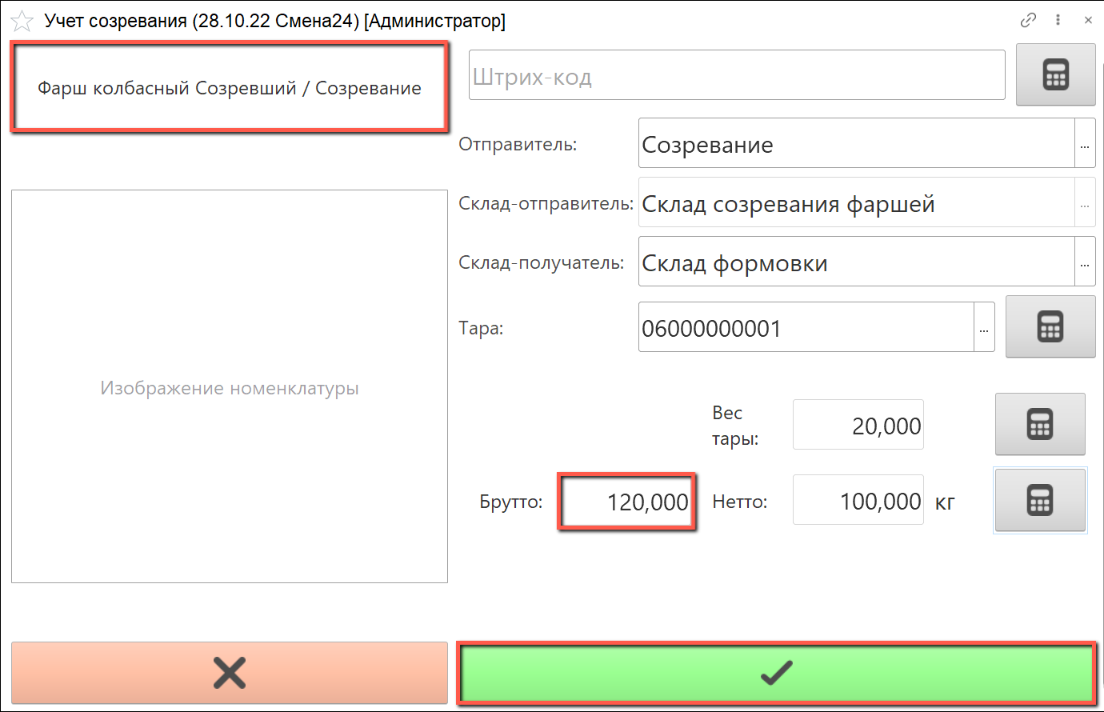 Учет созревания (28.10.22 Смена24) [Администратор]
Фарш колбасный Созревший / Созревание
Штрих-код
Отправитель:
Созревание
...
Склад-отправитель:
Склад созревания фаршей
...
Склад-получатель:
Склад формовки
...
Тара:
06000000001
...
Изображение номенклатуры
Вес
тары:
20,000
Брутто:
120,000
Нетто:
100,000
кг